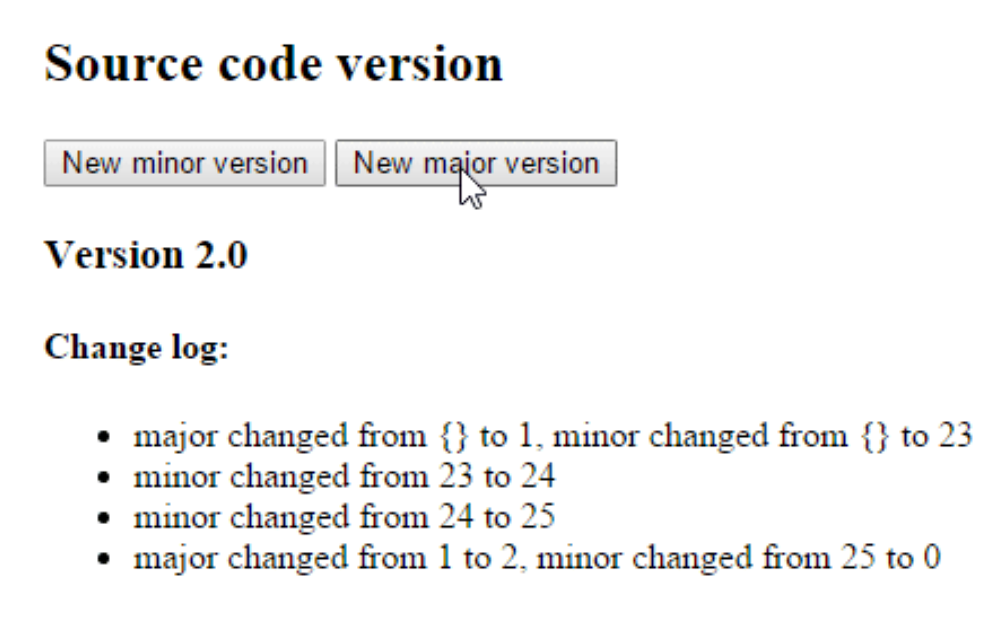 Source code version
New minor version New major version
Version 2.0
Change log:
major changed from {} to 1, minor changed from {} to 23
minor changed from 23 to 24
minor changed from 24 to 25
major changed from 1 to 2, minor changed from 25 to 0